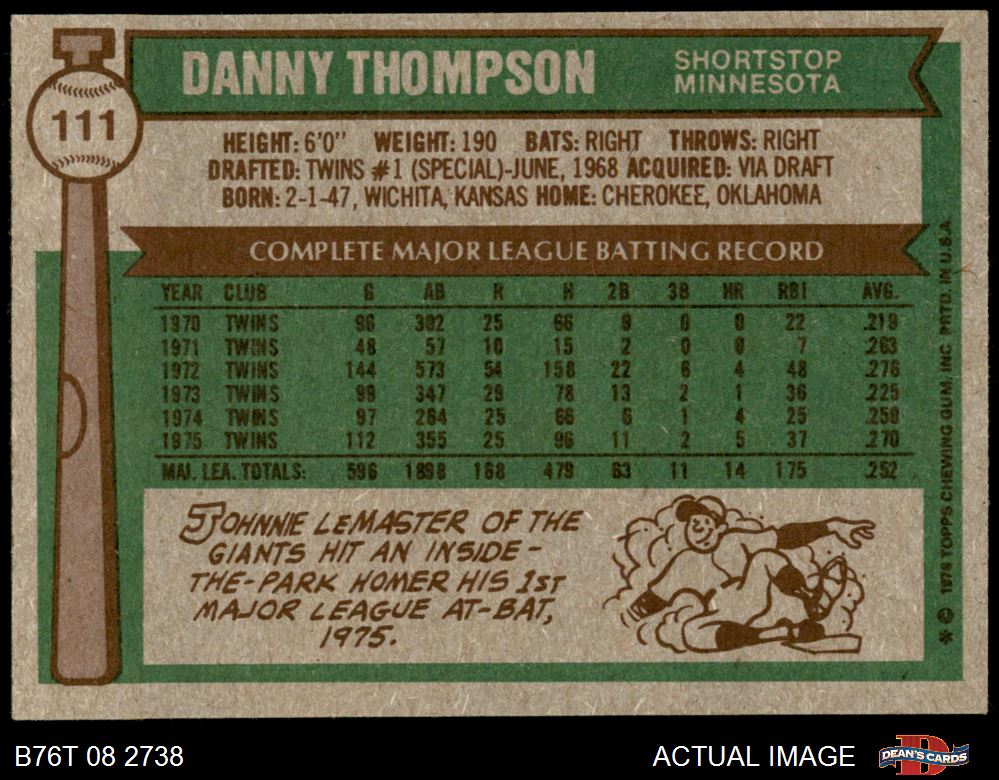 DANNY THOMPSON
SHORTSTOP
MINNESOTA
111
HEIGHT: 6'0" WEIGHT: 190 BATS: RIGHT THROWS: RIGHT
DRAFTED: TWINS #1 (SPECIAL)-JUNE, 1968 ACQUIRED: VIA DRAFT
BORN: 2-1-47, WICHITA, KANSAS HOME: CHEROKEE, OKLAHOMA
COMPLETE MAJOR LEAGUE BATTING RECORD
YEAR CLUB G AB R H 2B 3B HR RBI AVG.
1970 TWINS 96 302 25 66 9 0 0 22 .219
1971 TWINS 48 57 10 15 2 0 0 7 .263
1972 TWINS 144 573 54 158 22 6 4 48 .276
1973 TWINS 99 347 29 78 13 2 1 36 .225
1974 TWINS 97 264 25 66 6 1 4 25 .250
1975 TWINS 112 355 25 96 11 2 5 37 .270
MAJ. LEA. TOTALS: 596 1898 168 479 63 11 14 175 .252
JOHNNIE LEMASTER OF THE
GIANTS HIT AN INSIDE-
THE-PARK HOMER HIS 1ST
MAJOR LEAGUE AT-BAT,
1975.
* © 1976 TOPPS CHEWING GUM, INC. PRTD. IN U.S.A.
B76T 08 2738
ACTUAL IMAGE
D
DEAN'S CARDS